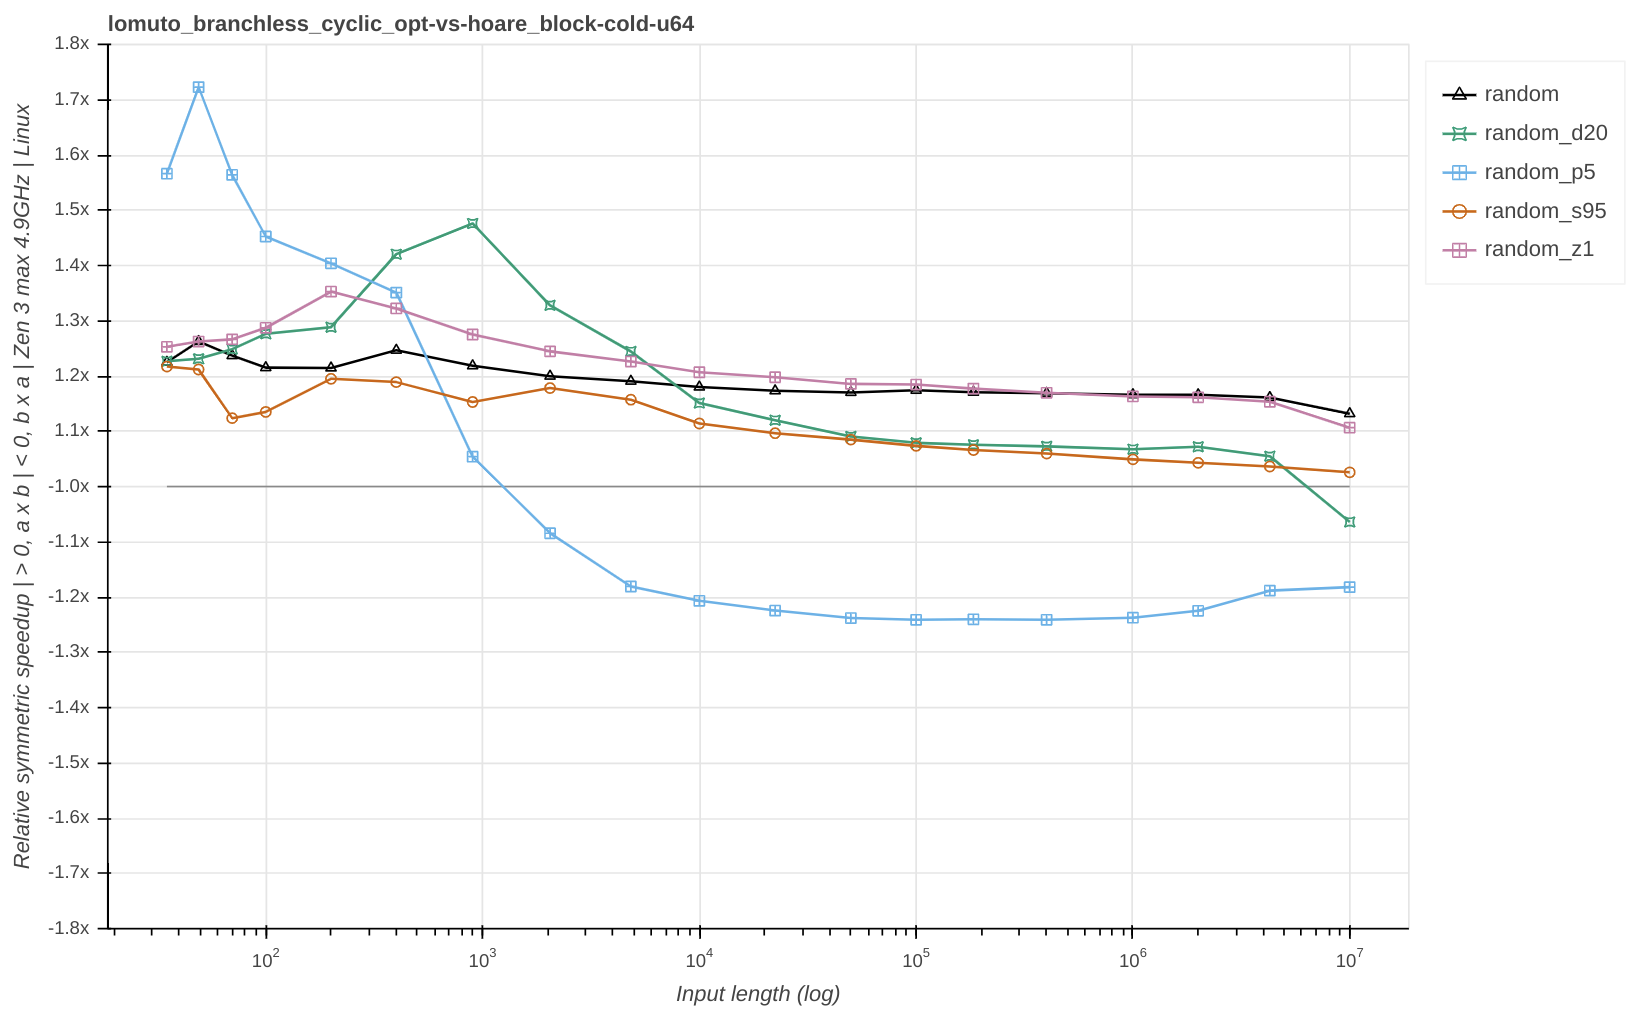 lomuto_branchless_cyclic_opt-vs-hoare_block-cold-u64
Relative symmetric speedup | > 0, a x b | < 0, b x a | Zen 3 max 4.9GHz | Linux
1.8x
1.7x
1.6x
1.5x
1.4x
1.3x
1.2x
1.1x
-1.0x
-1.1x
-1.2x
-1.3x
-1.4x
-1.5x
-1.6x
-1.7x
-1.8x
10² 10³ 10⁴ 10⁵ 10⁶ 10⁷
Input length (log)
random
random_d20
random_p5
random_s95
random_z1